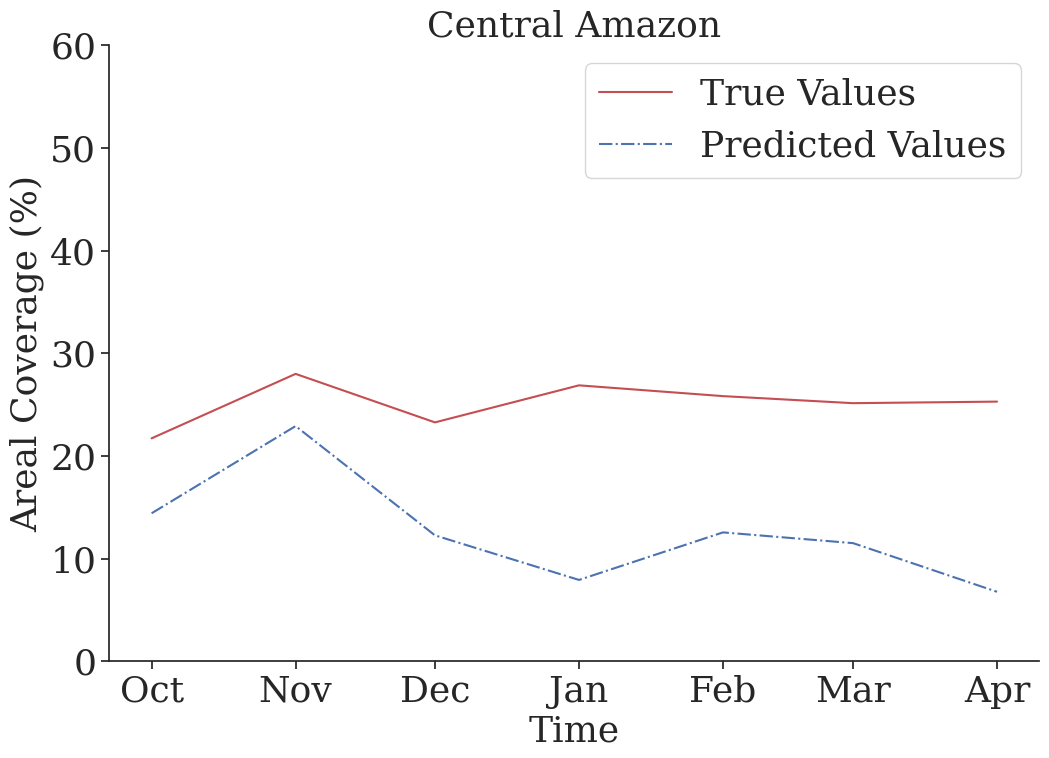 Central Amazon
60
50
40
30
20
10
0
Areal Coverage (%)
True Values
Predicted Values
Oct Nov Dec Jan Feb Mar Apr
Time